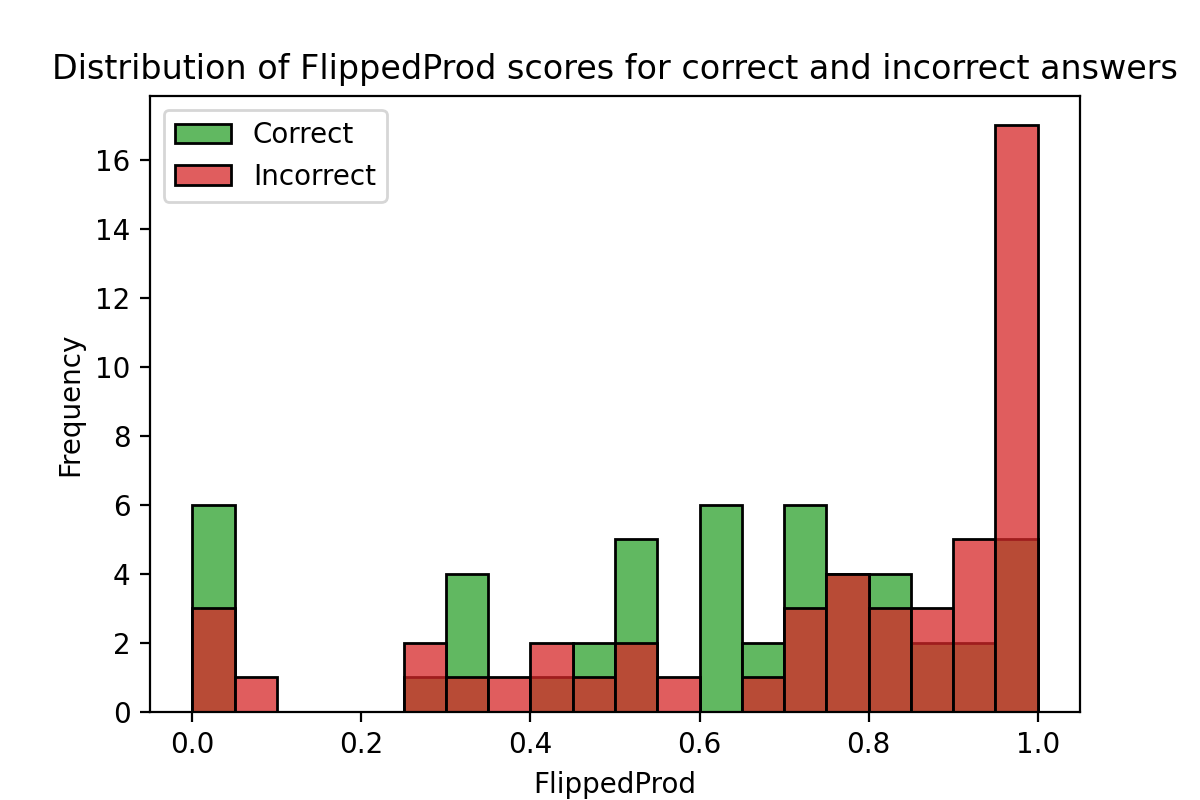 Distribution of FlippedProd scores for correct and incorrect answers
Correct
Incorrect
Frequency
16
14
12
10
8
6
4
2
0
0.0 0.2 0.4 0.6 0.8 1.0
FlippedProd